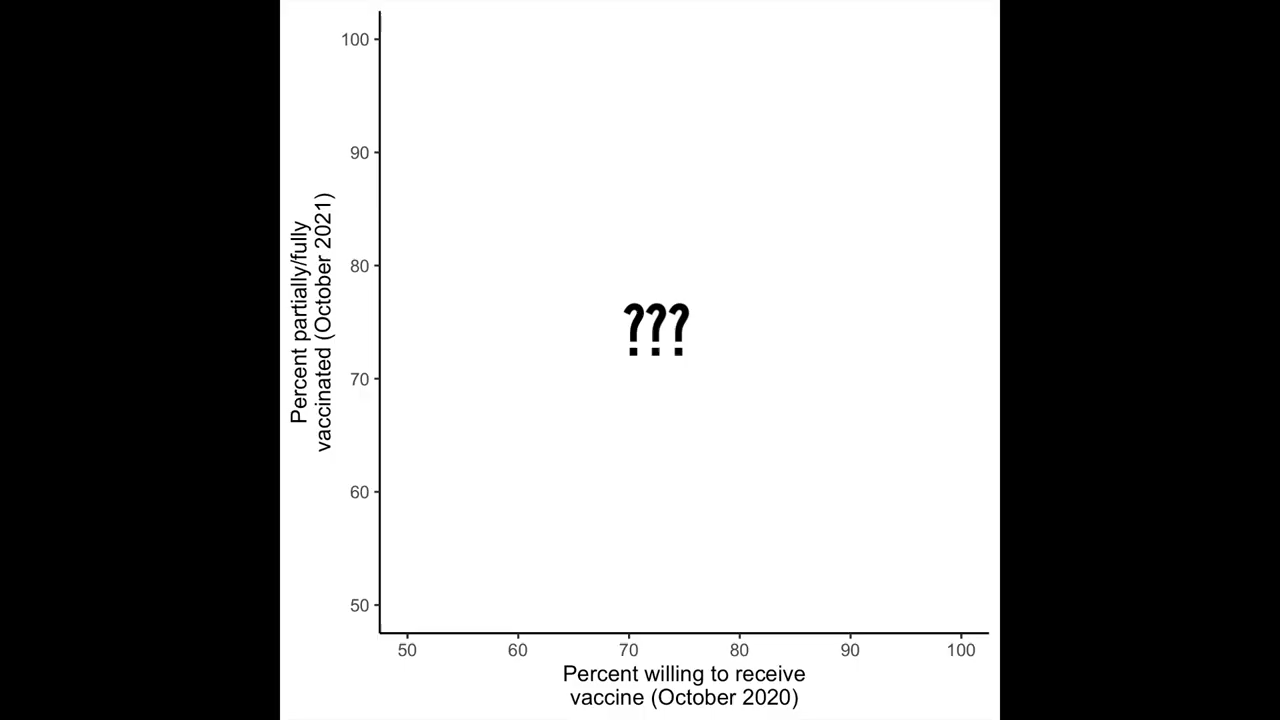 100
90
80
70
60
50
Percent partially/fully
vaccinated (October 2021)
???
50 60 70 80 90 100
Percent willing to receive
vaccine (October 2020)